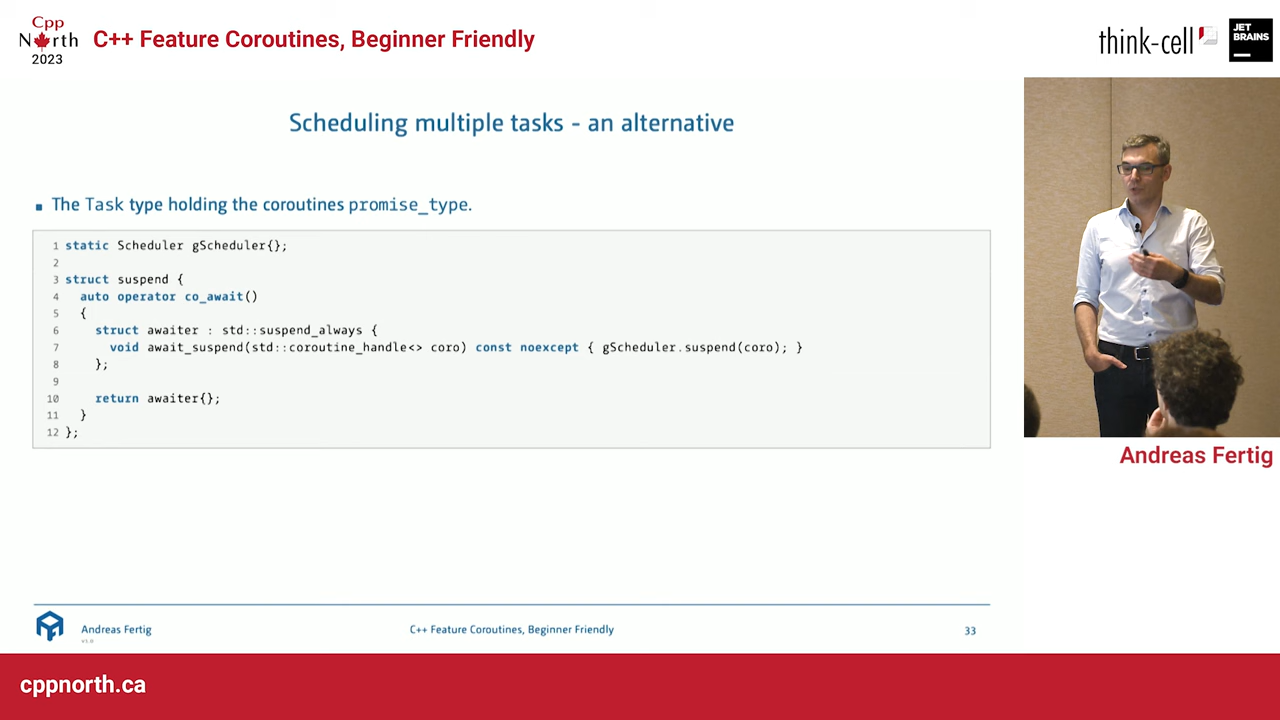 Cpp
North
2023
C++ Feature Coroutines, Beginner Friendly
think-cell
JET
BRAINS
Scheduling multiple tasks - an alternative
▪ The Task type holding the coroutines promise_type.
1 static Scheduler gScheduler{};
2
3 struct suspend {
4   auto operator co_await()
5   {
6     struct awaiter : std::suspend_always {
7       void await_suspend(std::coroutine_handle<> coro) const noexcept { gScheduler.suspend(coro); }
8     };
9
10     return awaiter{};
11   }
12 };
Andreas Fertig
Andreas Fertig
v1.0
C++ Feature Coroutines, Beginner Friendly
33
cppnorth.ca